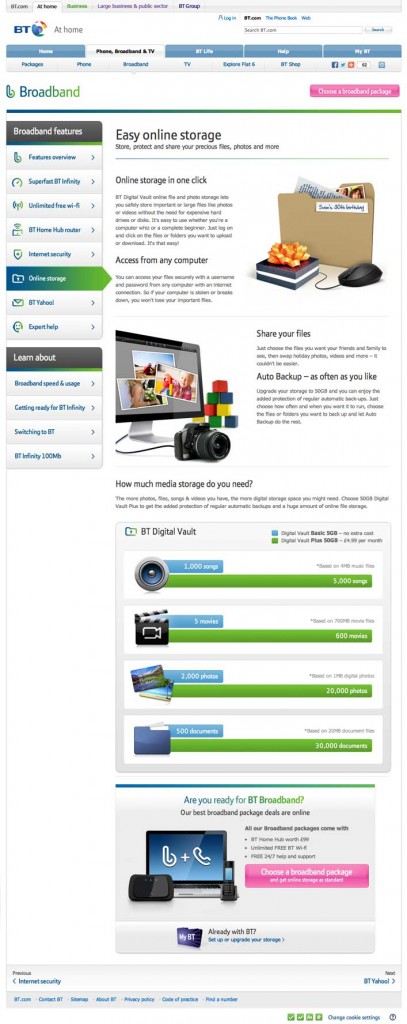 BT.com At home Business Large business & public sector BT Group
Log in BT.com The Phone Book Web
BT At home
Search BT.com Search
Home Phone, Broadband & TV BT Life Help My BT
Packages Phone Broadband TV Explore Flat 6 BT Shop 62
Broadband
Choose a broadband package
Broadband features
Features overview
Superfast BT Infinity
Unlimited free wi-fi
BT Home Hub router
Internet security
Online storage
BT Yahoo!
Expert help
Learn about
Broadband speed & usage
Getting ready for BT Infinity
Switching to BT
BT Infinity 100Mb
Easy online storage
Store, protect and share your precious files, photos and more
Online storage in one click
BT Digital Vault online file and photo storage lets
you safely store important or large files like photos
or videos without the need for expensive hard
drives or disks. It's easy to use whether you're a
computer whiz or a complete beginner. Just log on
and click on the files or folders you want to upload
or download. It's that easy!
Susie's 30th birthday
Access from any computer
You can access your files securely with a username
and password from any computer with an internet
connection. So if your computer is stolen or breaks
down, you won't lose your important files.
Share your files
Just choose the files you want your friends and family to
see, then swap holiday photos, videos and more – it
couldn't be easier.
Auto Backup – as often as you like
Upgrade your storage to 50GB and you can enjoy the
added protection of regular automatic back-ups. Just
choose how often and when you want it to run, choose
the files or folders you want to back up and let Auto
Backup do the rest.
How much media storage do you need?
The more photos, files, songs & videos you have, the more digital storage space you might need. Choose 50GB Digital
Vault Plus to get the added protection of regular automatic backups and a huge amount of online file storage.
BT Digital Vault
Digital Vault Basic 5GB – no extra cost
Digital Vault Plus 50GB – £4.99 per month
1,000 songs
*Based on 4MB music files
5,000 songs
5 movies
*Based on 700MB movie files
600 movies
2,000 photos
*Based on 1MB digital photos
20,000 photos
500 documents
*Based on 20MB document files
30,000 documents
Are you ready for BT Broadband?
Our best broadband package deals are online
All our Broadband packages come with
BT Home Hub worth £99
Unlimited FREE BT Wi-fi
FREE 24/7 help and support
Choose a broadband package
and get online storage as standard
My BT
Already with BT?
Set up or upgrade your storage
Previous Next
Internet security BT Yahoo!
BT.com Contact BT Sitemap About BT Privacy policy Code of practice Find a number
Change cookie settings